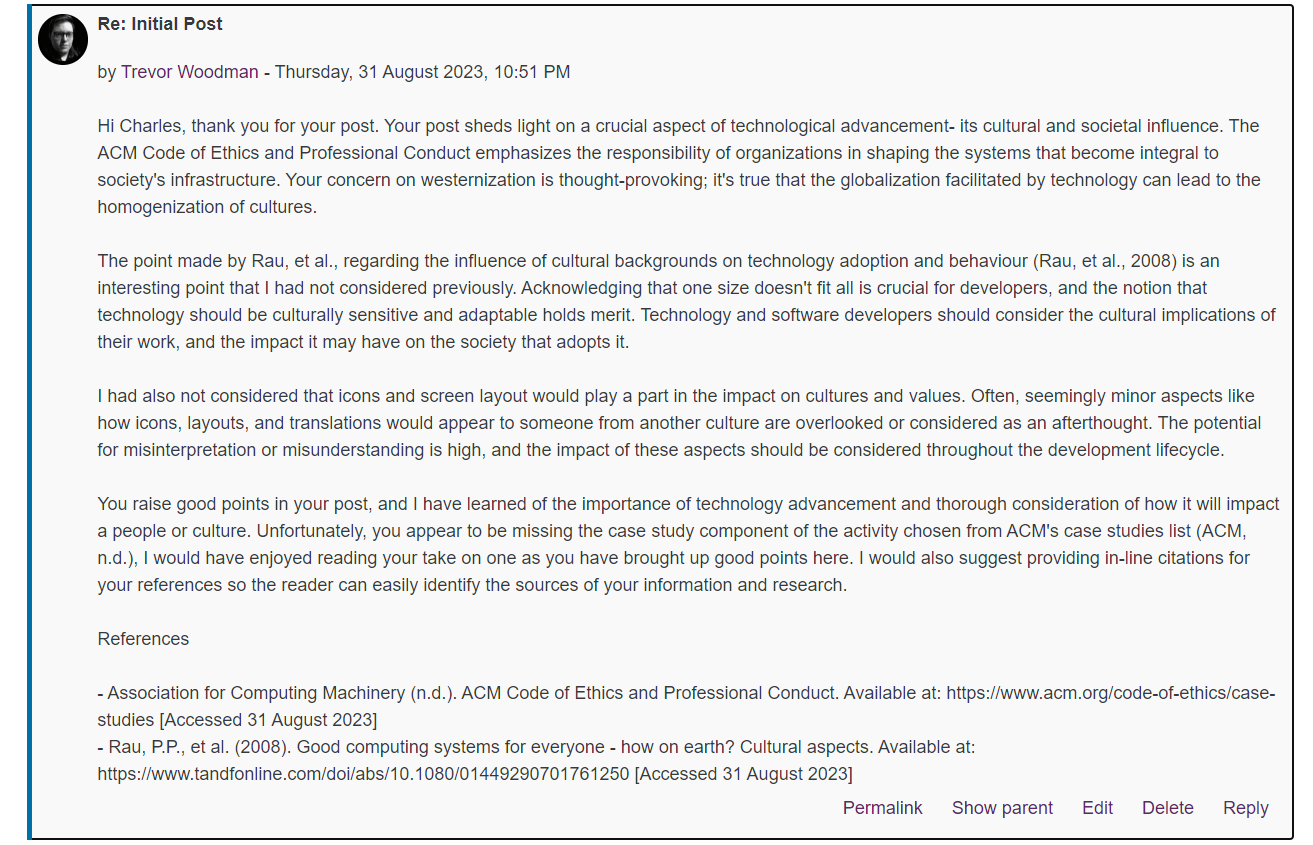 Re: Initial Post
by Trevor Woodman - Thursday, 31 August 2023, 10:51 PM
Hi Charles, thank you for your post. Your post sheds light on a crucial aspect of technological advancement- its cultural and societal influence. The
ACM Code of Ethics and Professional Conduct emphasizes the responsibility of organizations in shaping the systems that become integral to
society's infrastructure. Your concern on westernization is thought-provoking; it's true that the globalization facilitated by technology can lead to the
homogenization of cultures.
The point made by Rau, et al., regarding the influence of cultural backgrounds on technology adoption and behaviour (Rau, et al., 2008) is an
interesting point that I had not considered previously. Acknowledging that one size doesn't fit all is crucial for developers, and the notion that
technology should be culturally sensitive and adaptable holds merit. Technology and software developers should consider the cultural implications of
their work, and the impact it may have on the society that adopts it.
I had also not considered that icons and screen layout would play a part in the impact on cultures and values. Often, seemingly minor aspects like
how icons, layouts, and translations would appear to someone from another culture are overlooked or considered as an afterthought. The potential
for misinterpretation or misunderstanding is high, and the impact of these aspects should be considered throughout the development lifecycle.
You raise good points in your post, and I have learned of the importance of technology advancement and thorough consideration of how it will impact
a people or culture. Unfortunately, you appear to be missing the case study component of the activity chosen from ACM's case studies list (ACM,
n.d.), I would have enjoyed reading your take on one as you have brought up good points here. I would also suggest providing in-line citations for
your references so the reader can easily identify the sources of your information and research.
References
- Association for Computing Machinery (n.d.). ACM Code of Ethics and Professional Conduct. Available at: https://www.acm.org/code-of-ethics/case-
studies [Accessed 31 August 2023]
- Rau, P.P., et al. (2008). Good computing systems for everyone - how on earth? Cultural aspects. Available at:
https://www.tandfonline.com/doi/abs/10.1080/01449290701761250 [Accessed 31 August 2023]
Permalink Show parent Edit Delete Reply